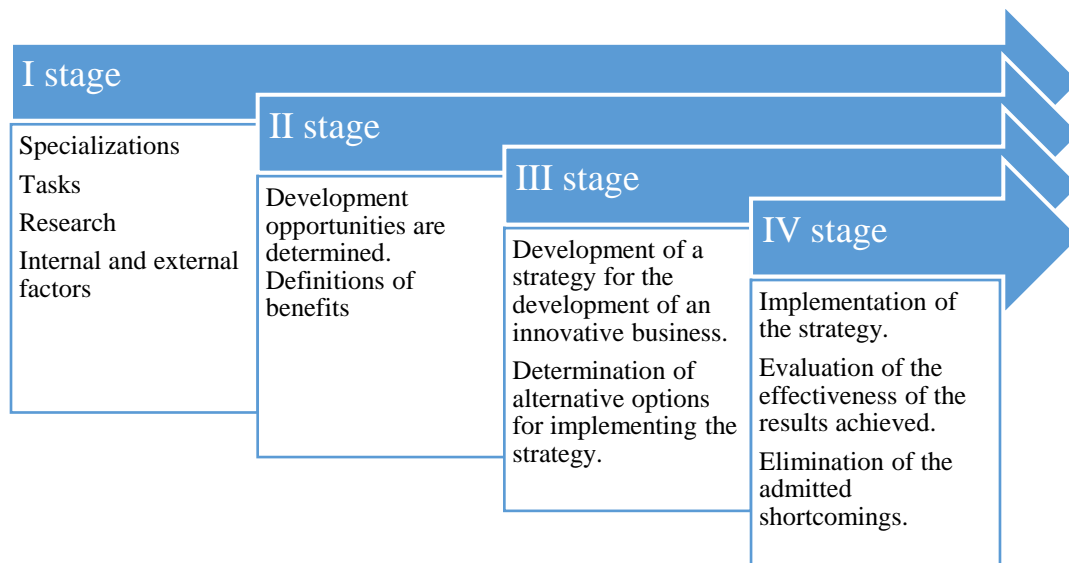 I stage
Specializations
Tasks
Research
Internal and external
factors
II stage
Development
opportunities are
determined.
Definitions of
benefits
III stage
Development of a
strategy for the
development of an
innovative business.
Determination of
alternative options
for implementing the
strategy.
IV stage
Implementation of
the strategy.
Evaluation of the
effectiveness of the
results achieved.
Elimination of the
admitted
shortcomings.